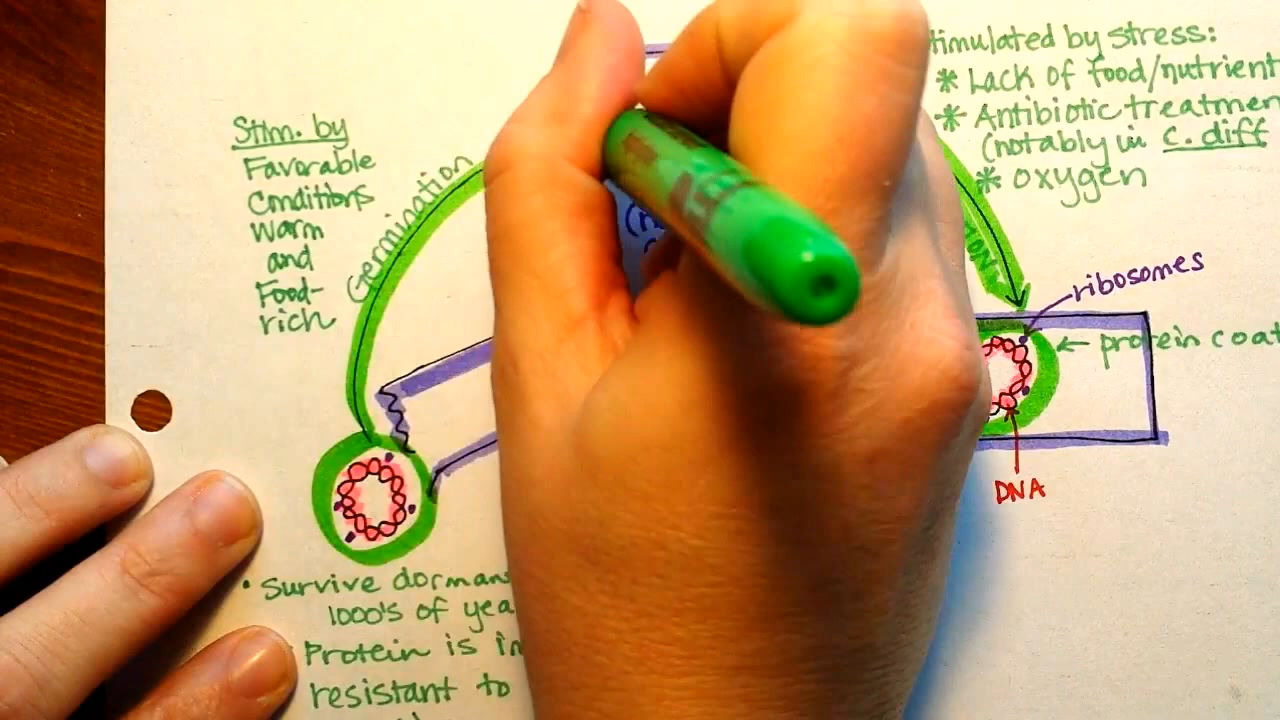 Stim. by
Favorable
Conditions
Warm
and
Food-
rich
Germination
timulated by stress:
* Lack of food/nutrient
* Antibiotic treatmen
(notably in c. diff
* oxygen
ribosomes
← protein coat
DNA
• Survive dorman
1000's of yea
Protein is in
resistant to